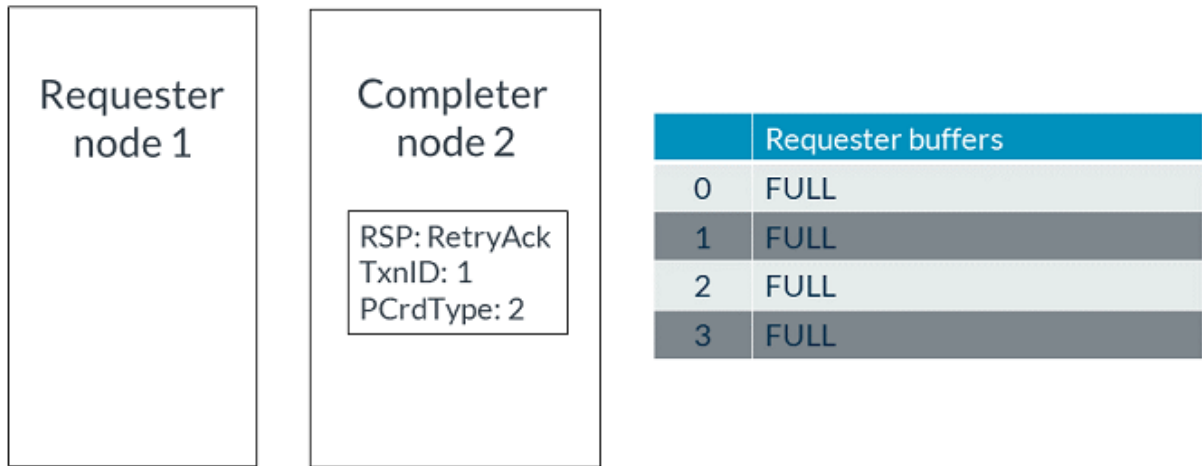 Requester
node 1
Completer
node 2
RSP: RetryAck
TxnID: 1
PCrdType: 2
Requester buffers
0 FULL
1 FULL
2 FULL
3 FULL